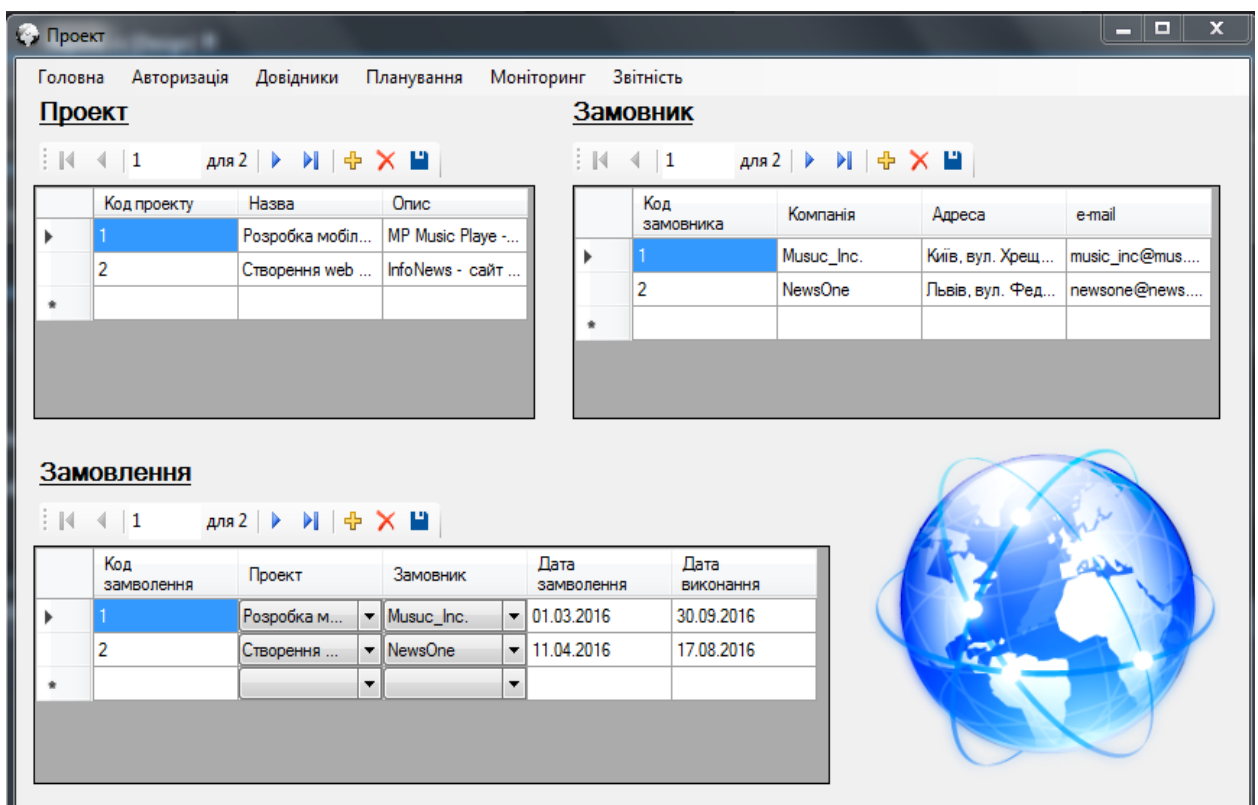 Проект
Головна Авторизація Довідники Планування Моніторинг Звітність
Проект
1 для 2
Код проекту Назва Опис
1 Розробка мобіл... MP Music Playe -...
2 Створення web ... InfoNews - сайт ...
Замовник
1 для 2
Код замовника Компанія Адреса e-mail
1 Musuc_Inc. Київ, вул. Хрещ... music_inc@mus....
2 NewsOne Львів, вул. Фед... newsone@news....
Замовлення
1 для 2
Код замволення Проект Замовник Дата замволення Дата виконання
1 Розробка м... Musuc_Inc. 01.03.2016 30.09.2016
2 Створення ... NewsOne 11.04.2016 17.08.2016